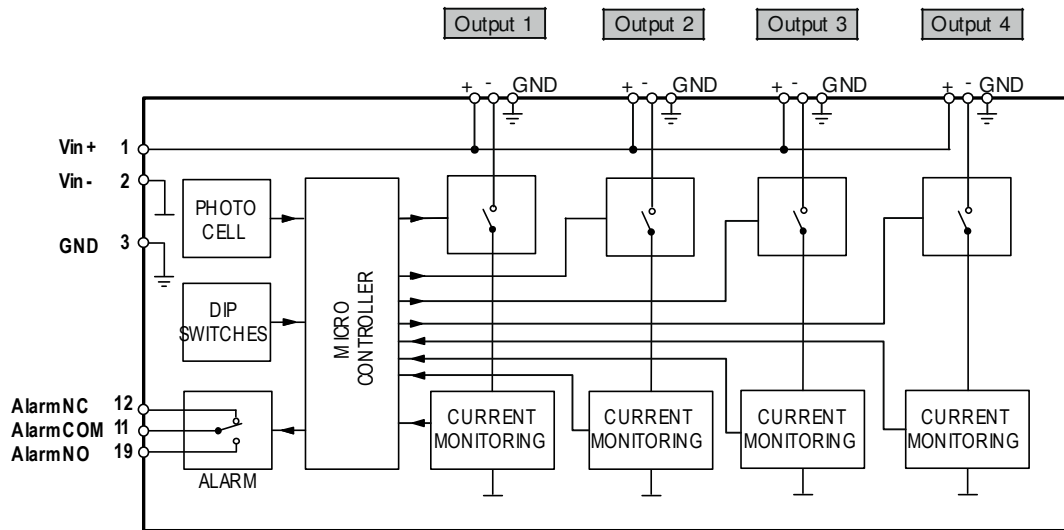 Output 1 Output 2 Output 3 Output 4
+ - GND + - GND + - GND + - GND
Vin+ 1
Vin- 2
GND 3
PHOTO
CELL
DIP
SWITCHES
MICRO
CONTROLLER
AlarmNC 12
AlarmCOM 11
AlarmNO 19
ALARM
CURRENT
MONITORING
CURRENT
MONITORING
CURRENT
MONITORING
CURRENT
MONITORING